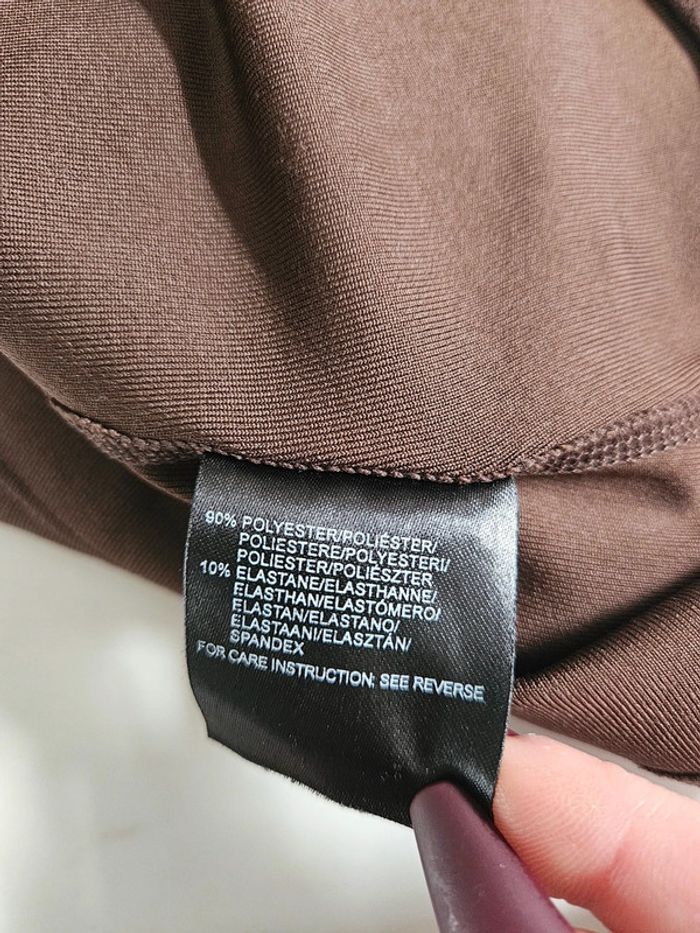 90% POLYESTER/POLIÉSTER/
POLIESTERE/POLYESTERI/
POLIESTER/POLIÉSZTER
10% ELASTANE/ELASTHANNE/
ELASTHAN/ELASTÓMERO/
ELASTAN/ELASTANO/
ELASTAANI/ELASZTÁN/
SPANDEX
FOR CARE INSTRUCTION: SEE REVERSE